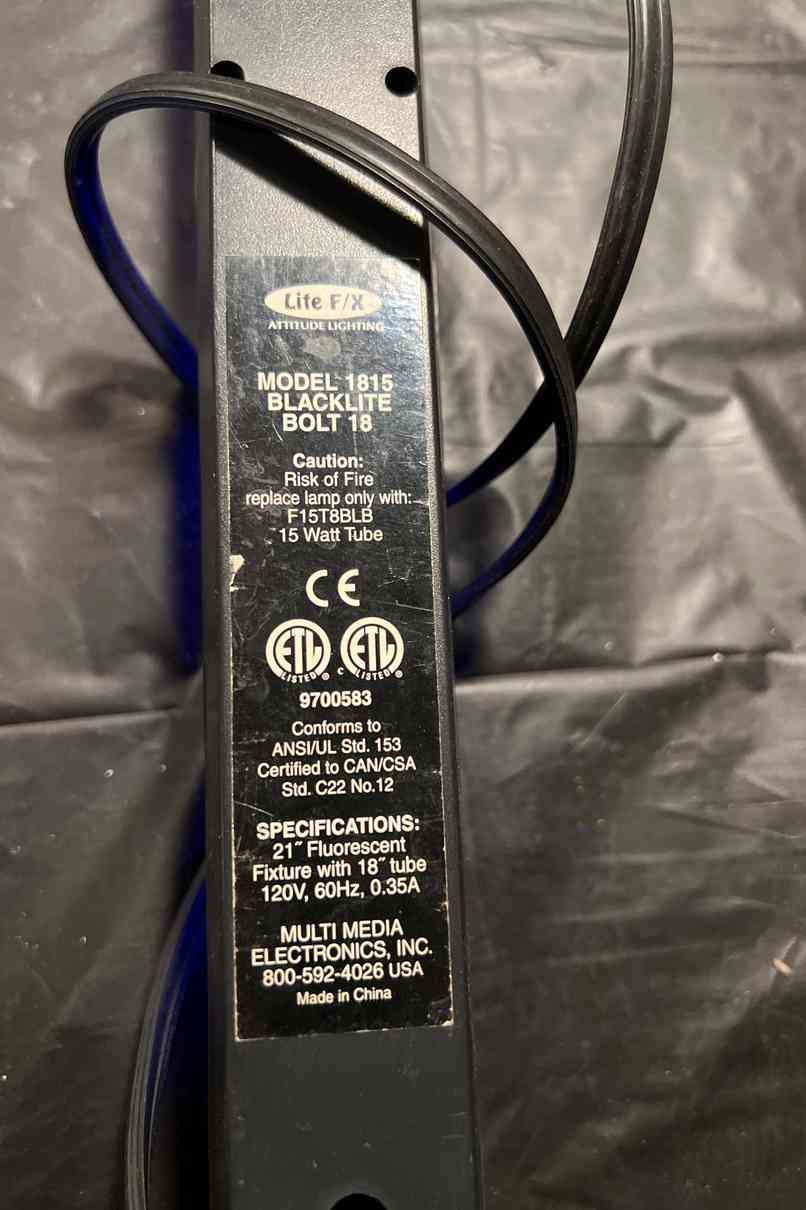 Life F/X
ATTITUDE LIGHTING
MODEL 1815
BLACKLITE
BOLT 18
Caution:
Risk of Fire
replace lamp only with:
F15T8BLB
15 Watt Tube
CE
ETL ETL
LISTED® c LISTED®
9700583
Conforms to
ANSI/UL Std. 153
Certified to CAN/CSA
Std. C22 No.12
SPECIFICATIONS:
21˝ Fluorescent
Fixture with 18˝ tube
120V, 60Hz, 0.35A
MULTI MEDIA
ELECTRONICS, INC.
800-592-4026 USA
Made in China